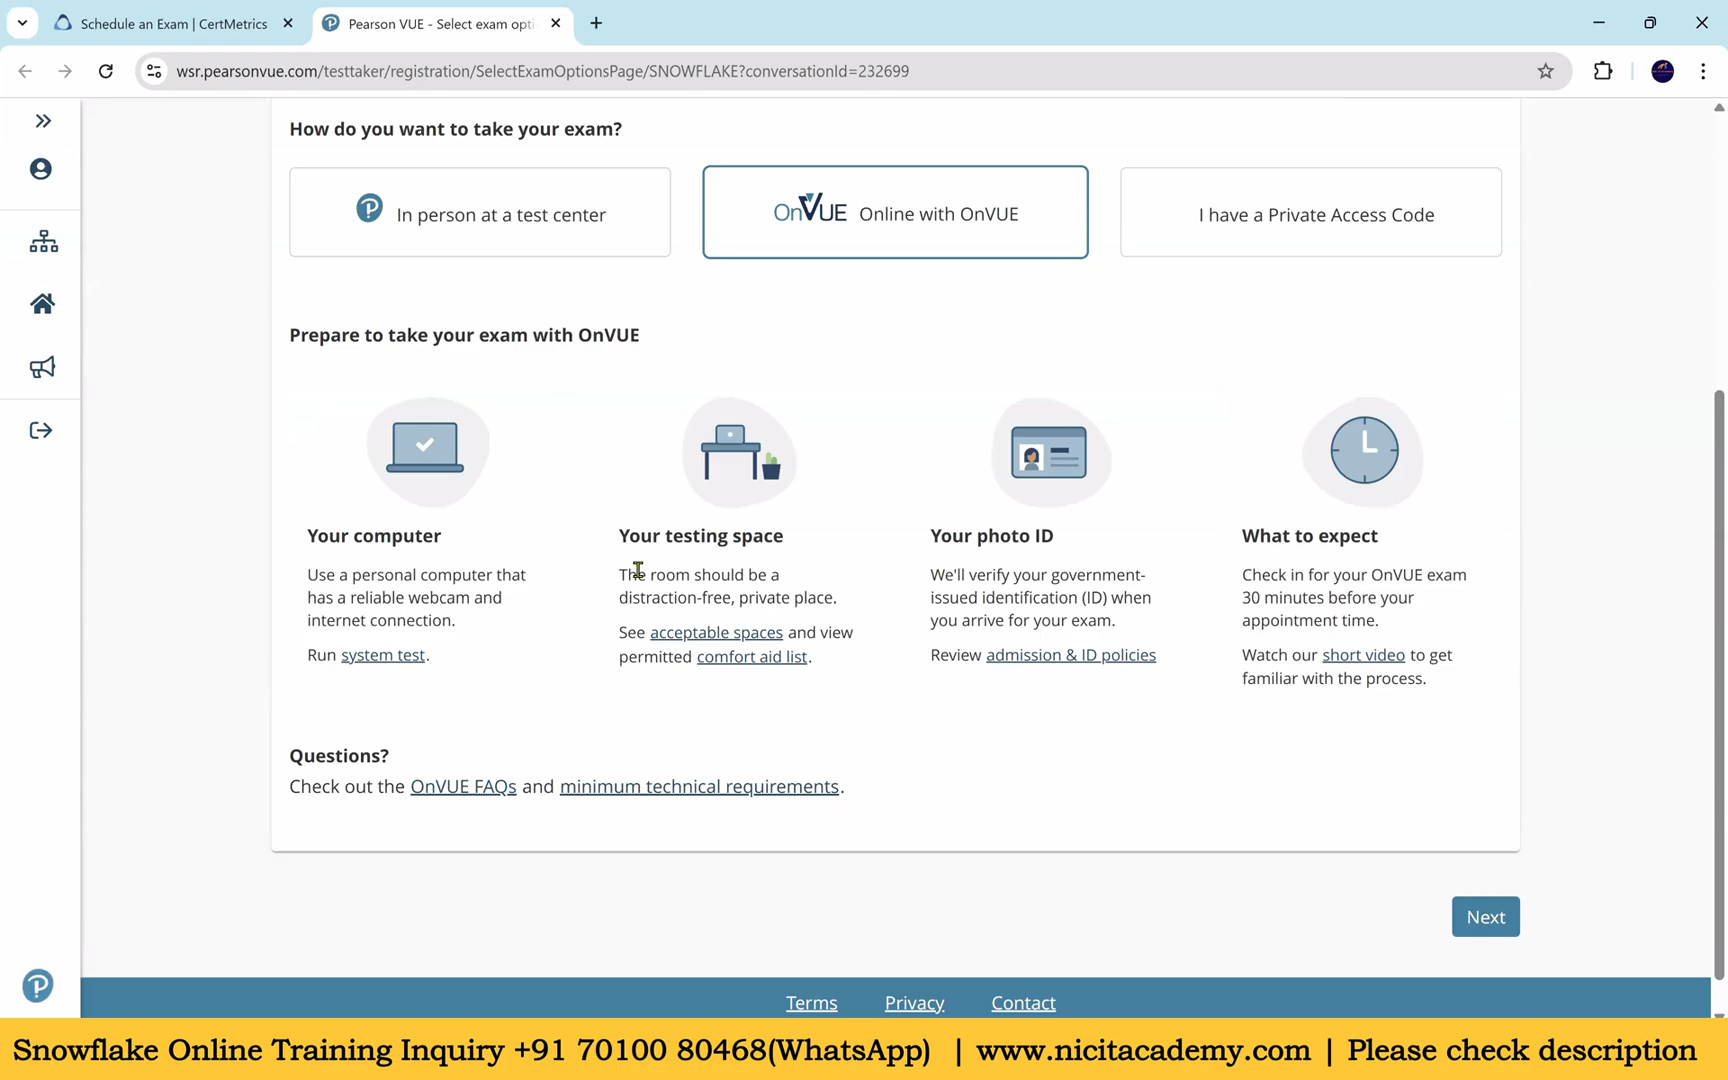 Schedule an Exam | CertMetrics
Pearson VUE - Select exam opti
wsr.pearsonvue.com/testtaker/registration/SelectExamOptionsPage/SNOWFLAKE?conversationId=232699
How do you want to take your exam?
In person at a test center
OnVUE Online with OnVUE
I have a Private Access Code
Prepare to take your exam with OnVUE
Your computer
Use a personal computer that
has a reliable webcam and
internet connection.
Run system test.
Your testing space
The room should be a
distraction-free, private place.
See acceptable spaces and view
permitted comfort aid list.
Your photo ID
We'll verify your government-
issued identification (ID) when
you arrive for your exam.
Review admission & ID policies
What to expect
Check in for your OnVUE exam
30 minutes before your
appointment time.
Watch our short video to get
familiar with the process.
Questions?
Check out the OnVUE FAQs and minimum technical requirements.
Next
Terms Privacy Contact
Snowflake Online Training Inquiry +91 70100 80468(WhatsApp) | www.nicitacademy.com | Please check description